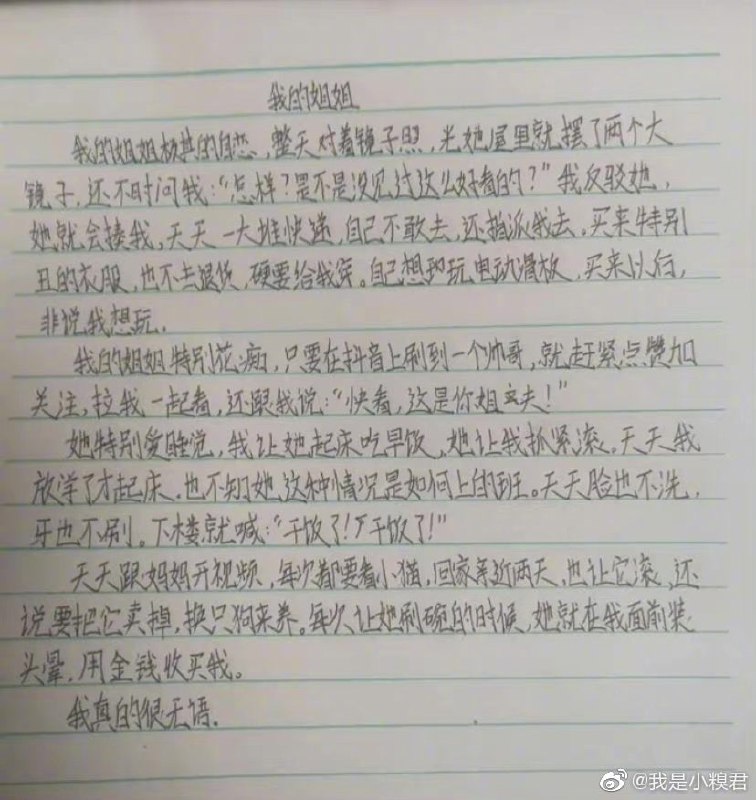 我的姐姐
我的姐姐极其的自恋，整天对着镜子照，光她屋里就摆了两个大
镜子，还不时问我："怎样？是不是没见过这么好看的？"我反驳她，
她就会揍我，天天一大堆快递，自己不敢去，还指派我去。买来特别
丑的衣服，也不去退货，硬要给我穿。自己想玩电动滑板，买来以后，
非说我想玩。
我的姐姐特别花痴，只要在抖音上刷到一个帅哥，就赶紧点赞加
关注，拉我一起看，还跟我说："快看，这是你姐丈夫！"
她特别爱睡觉，我让她起床吃早饭，她让我抓紧滚。天天我
放学了才起床。也不知她这种情况是如何上的班。天天脸也不洗，
牙也不刷。下楼就喊："干饭了！干饭了！"
天天跟妈妈开视频，每次都要看小猫，回家亲近两天，也让它滚，还
说要把它卖掉，换只狗来养。每次让她刷碗的时候，她就在我面前装
头晕，用金钱收买我。
我真的很无语。
@我是小糗君